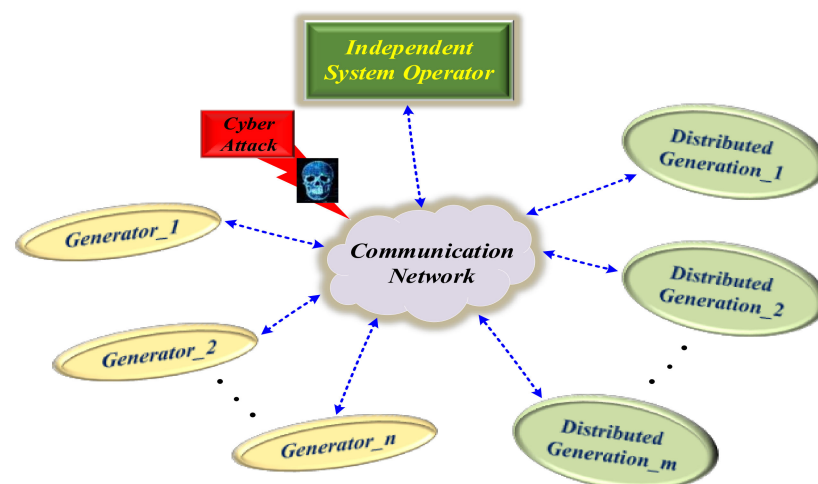 Independent
System Operator
Cyber
Attack
Distributed
Generation_1
Generator_1
Communication
Network
Distributed
Generation_2
Generator_2
Generator_n
Distributed
Generation_m